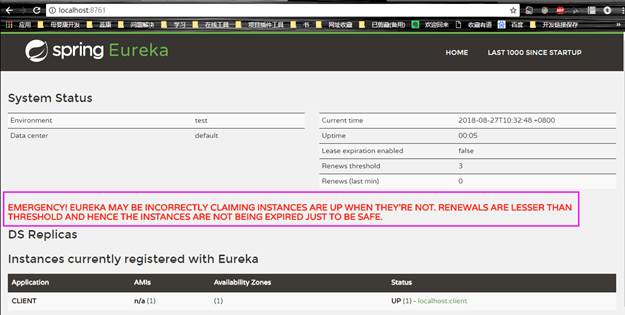 localhost:8761
应用 母婴康开发 蓝康 问题解决 学习 在线工具 项目插件工具 书 网址收藏 已剪藏(备用) 欢迎回来 收藏有道 百度 开发链接保存
spring Eureka HOME LAST 1000 SINCE STARTUP
System Status
Environment test Current time 2018-08-27T10:32:48 +0800
Data center default Uptime 00:05
Lease expiration enabled false
Renews threshold 3
Renews (last min) 0
EMERGENCY! EUREKA MAY BE INCORRECTLY CLAIMING INSTANCES ARE UP WHEN THEY'RE NOT. RENEWALS ARE LESSER THAN
THRESHOLD AND HENCE THE INSTANCES ARE NOT BEING EXPIRED JUST TO BE SAFE.
DS Replicas
Instances currently registered with Eureka
Application AMIs Availability Zones Status
CLIENT n/a (1) (1) UP (1) - localhost:client